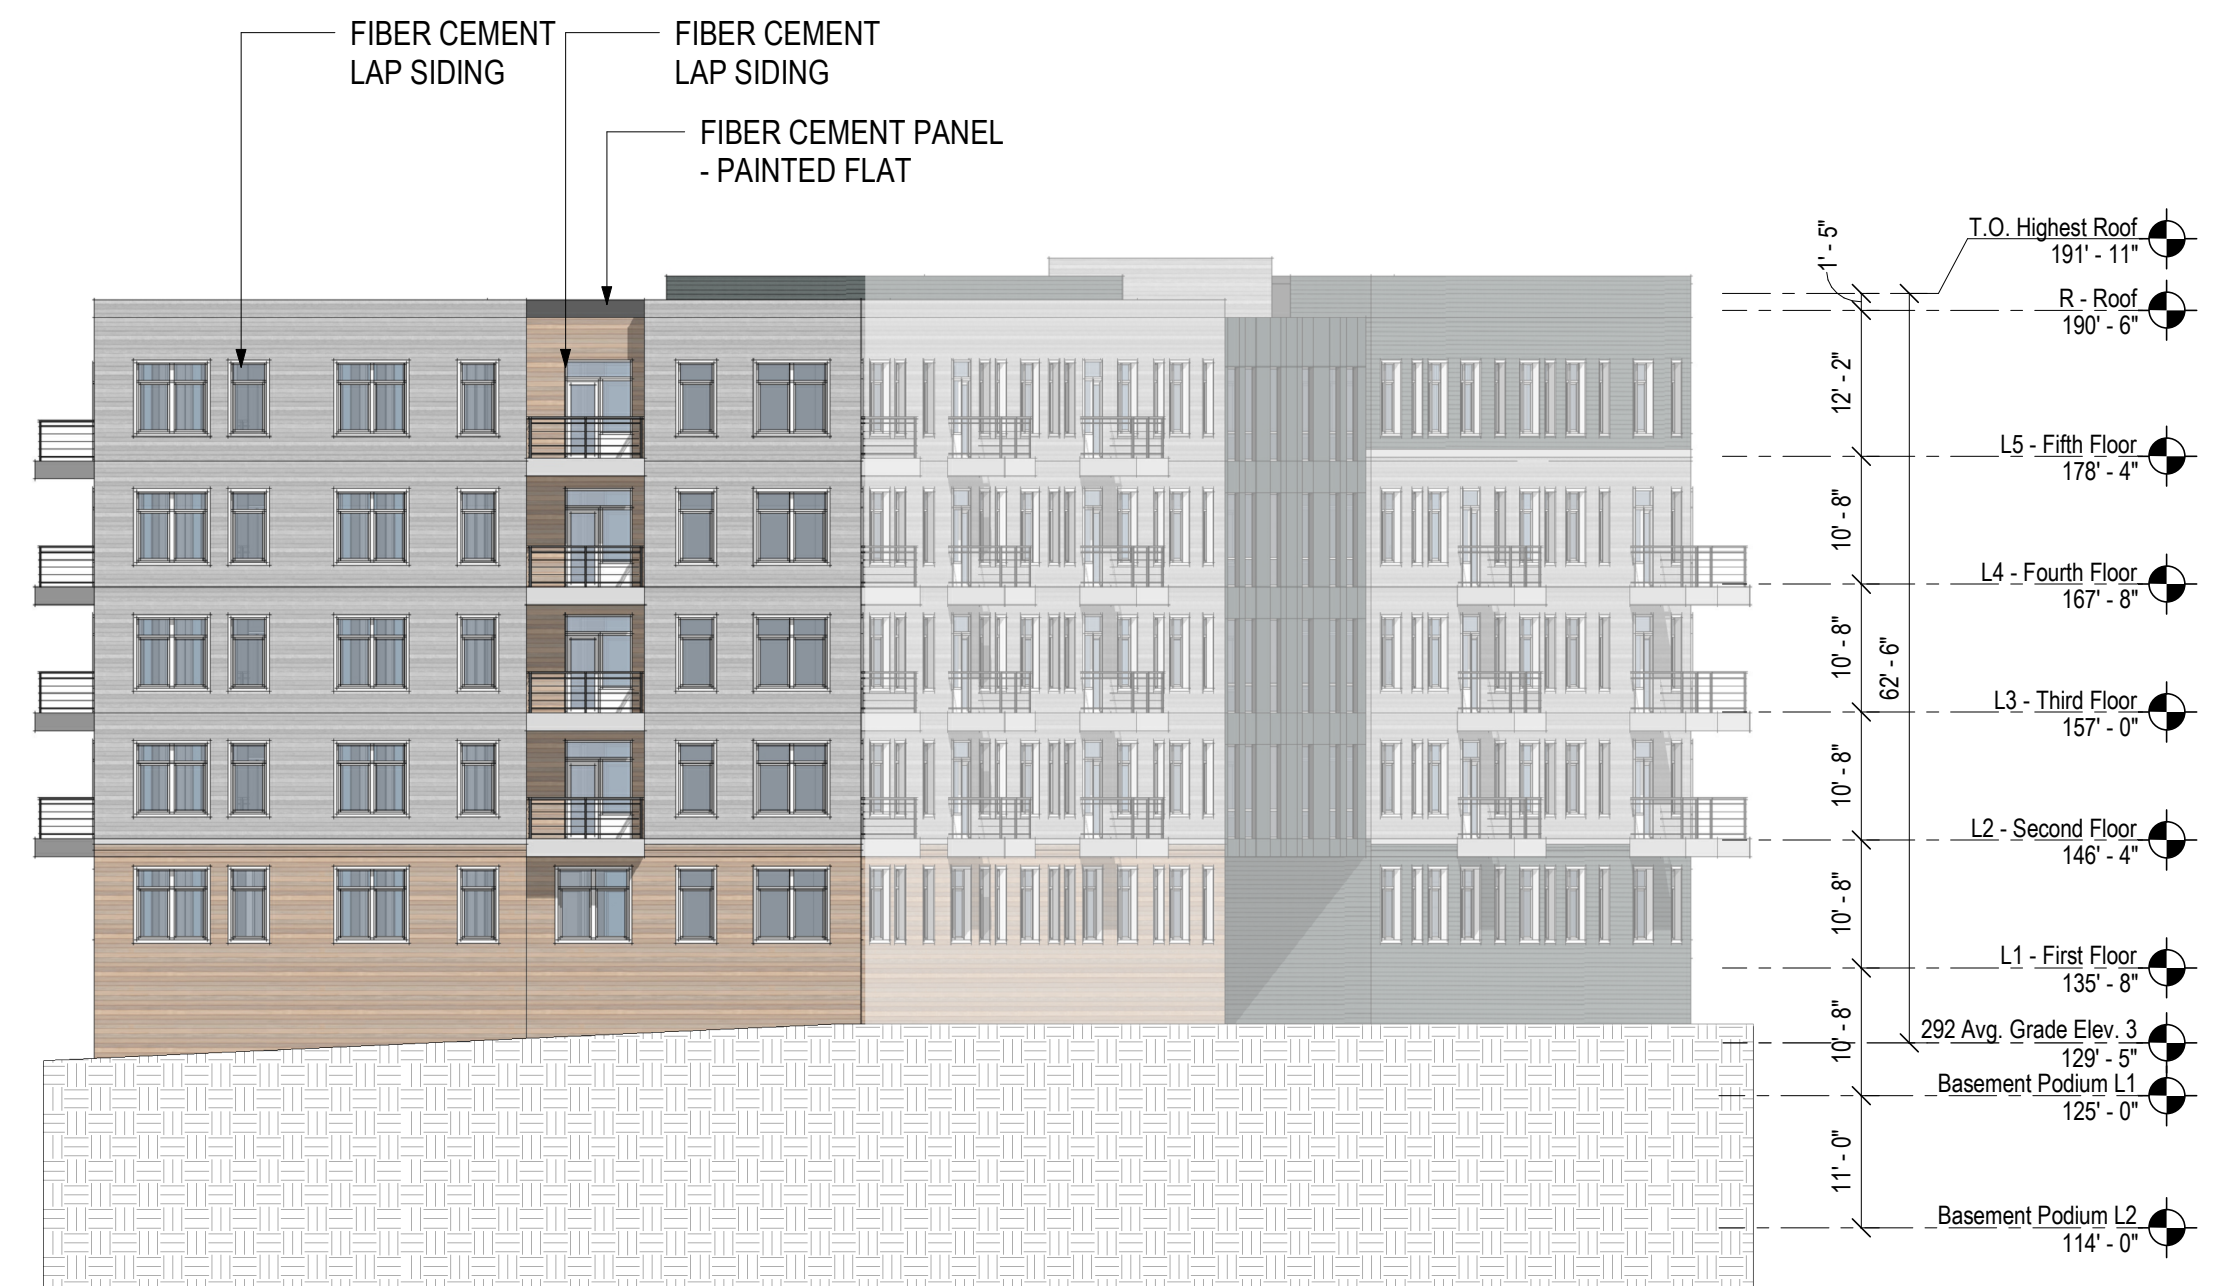 FIBER CEMENT
LAP SIDING
FIBER CEMENT
LAP SIDING
FIBER CEMENT PANEL
- PAINTED FLAT
T.O. Highest Roof
191' - 11"
R - Roof
190' - 6"
L5 - Fifth Floor
178' - 4"
L4 - Fourth Floor
167' - 8"
L3 - Third Floor
157' - 0"
L2 - Second Floor
146' - 4"
L1 - First Floor
135' - 8"
292 Avg. Grade Elev. 3
129' - 5"
Basement Podium L1
125' - 0"
Basement Podium L2
114' - 0"
1' - 5"
12' - 2"
10' - 8"
10' - 8"
10' - 8"
10' - 8"
10' - 8"
11' - 0"
62' - 6"